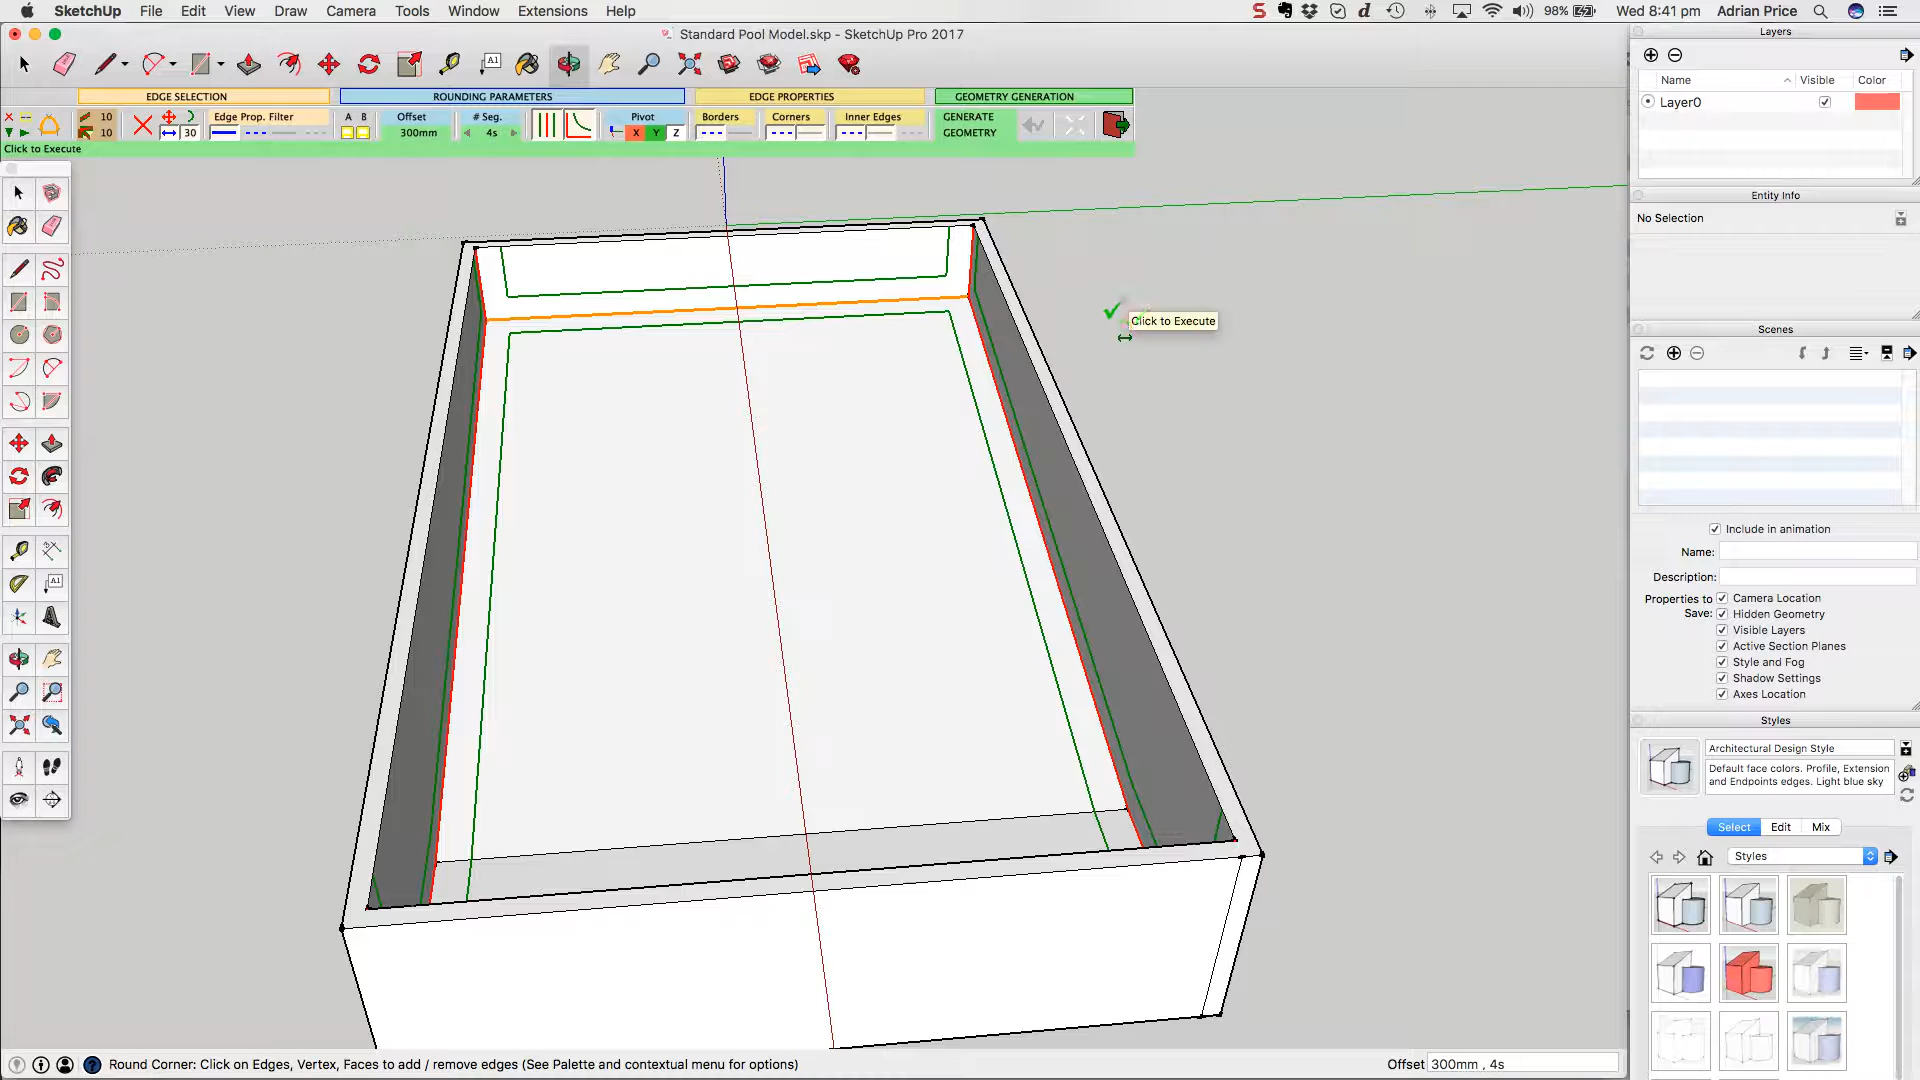 SketchUp File Edit View Draw Camera Tools Window Extensions Help
98% Wed 8:41 pm Adrian Price
Standard Pool Model.skp - SketchUp Pro 2017
EDGE SELECTION ROUNDING PARAMETERS EDGE PROPERTIES GEOMETRY GENERATION
10 Edge Prop. Filter A B Offset # Seg. Pivot Borders Corners Inner Edges GENERATE
10 30 300mm 4s X Y Z GEOMETRY
Click to Execute
Click to Execute
Layers
Name Visible Color
Layer0
Entity Info
No Selection
Scenes
Include in animation
Name:
Description:
Properties to Camera Location
Save: Hidden Geometry
Visible Layers
Active Section Planes
Style and Fog
Shadow Settings
Axes Location
Styles
Architectural Design Style
Default face colors. Profile, Extension
and Endpoints edges. Light blue sky
Select Edit Mix
Styles
Round Corner: Click on Edges, Vertex, Faces to add / remove edges (See Palette and contextual menu for options)
Offset 300mm , 4s